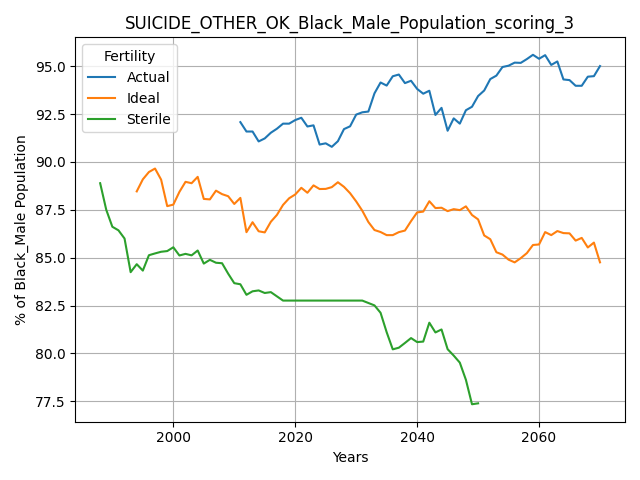 SUICIDE_OTHER_OK_Black_Male_Population_scoring_3
Fertility
Actual
Ideal
Sterile
% of Black_Male Population
95.0
92.5
90.0
87.5
85.0
82.5
80.0
77.5
2000
2020
2040
2060
Years